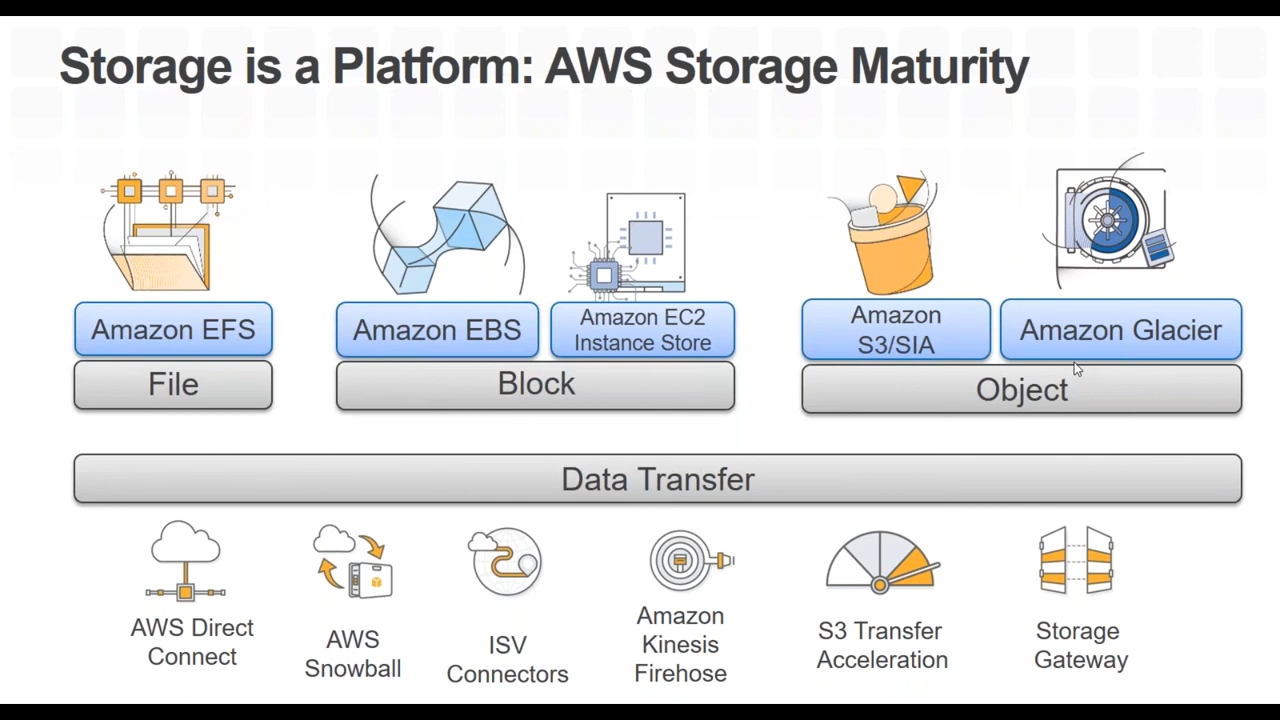 Storage is a Platform: AWS Storage Maturity
Amazon EFS
File
Amazon EBS
Amazon EC2
Instance Store
Block
Amazon
S3/SIA
Amazon Glacier
Object
Data Transfer
AWS Direct
Connect
AWS
Snowball
ISV
Connectors
Amazon
Kinesis
Firehose
S3 Transfer
Acceleration
Storage
Gateway